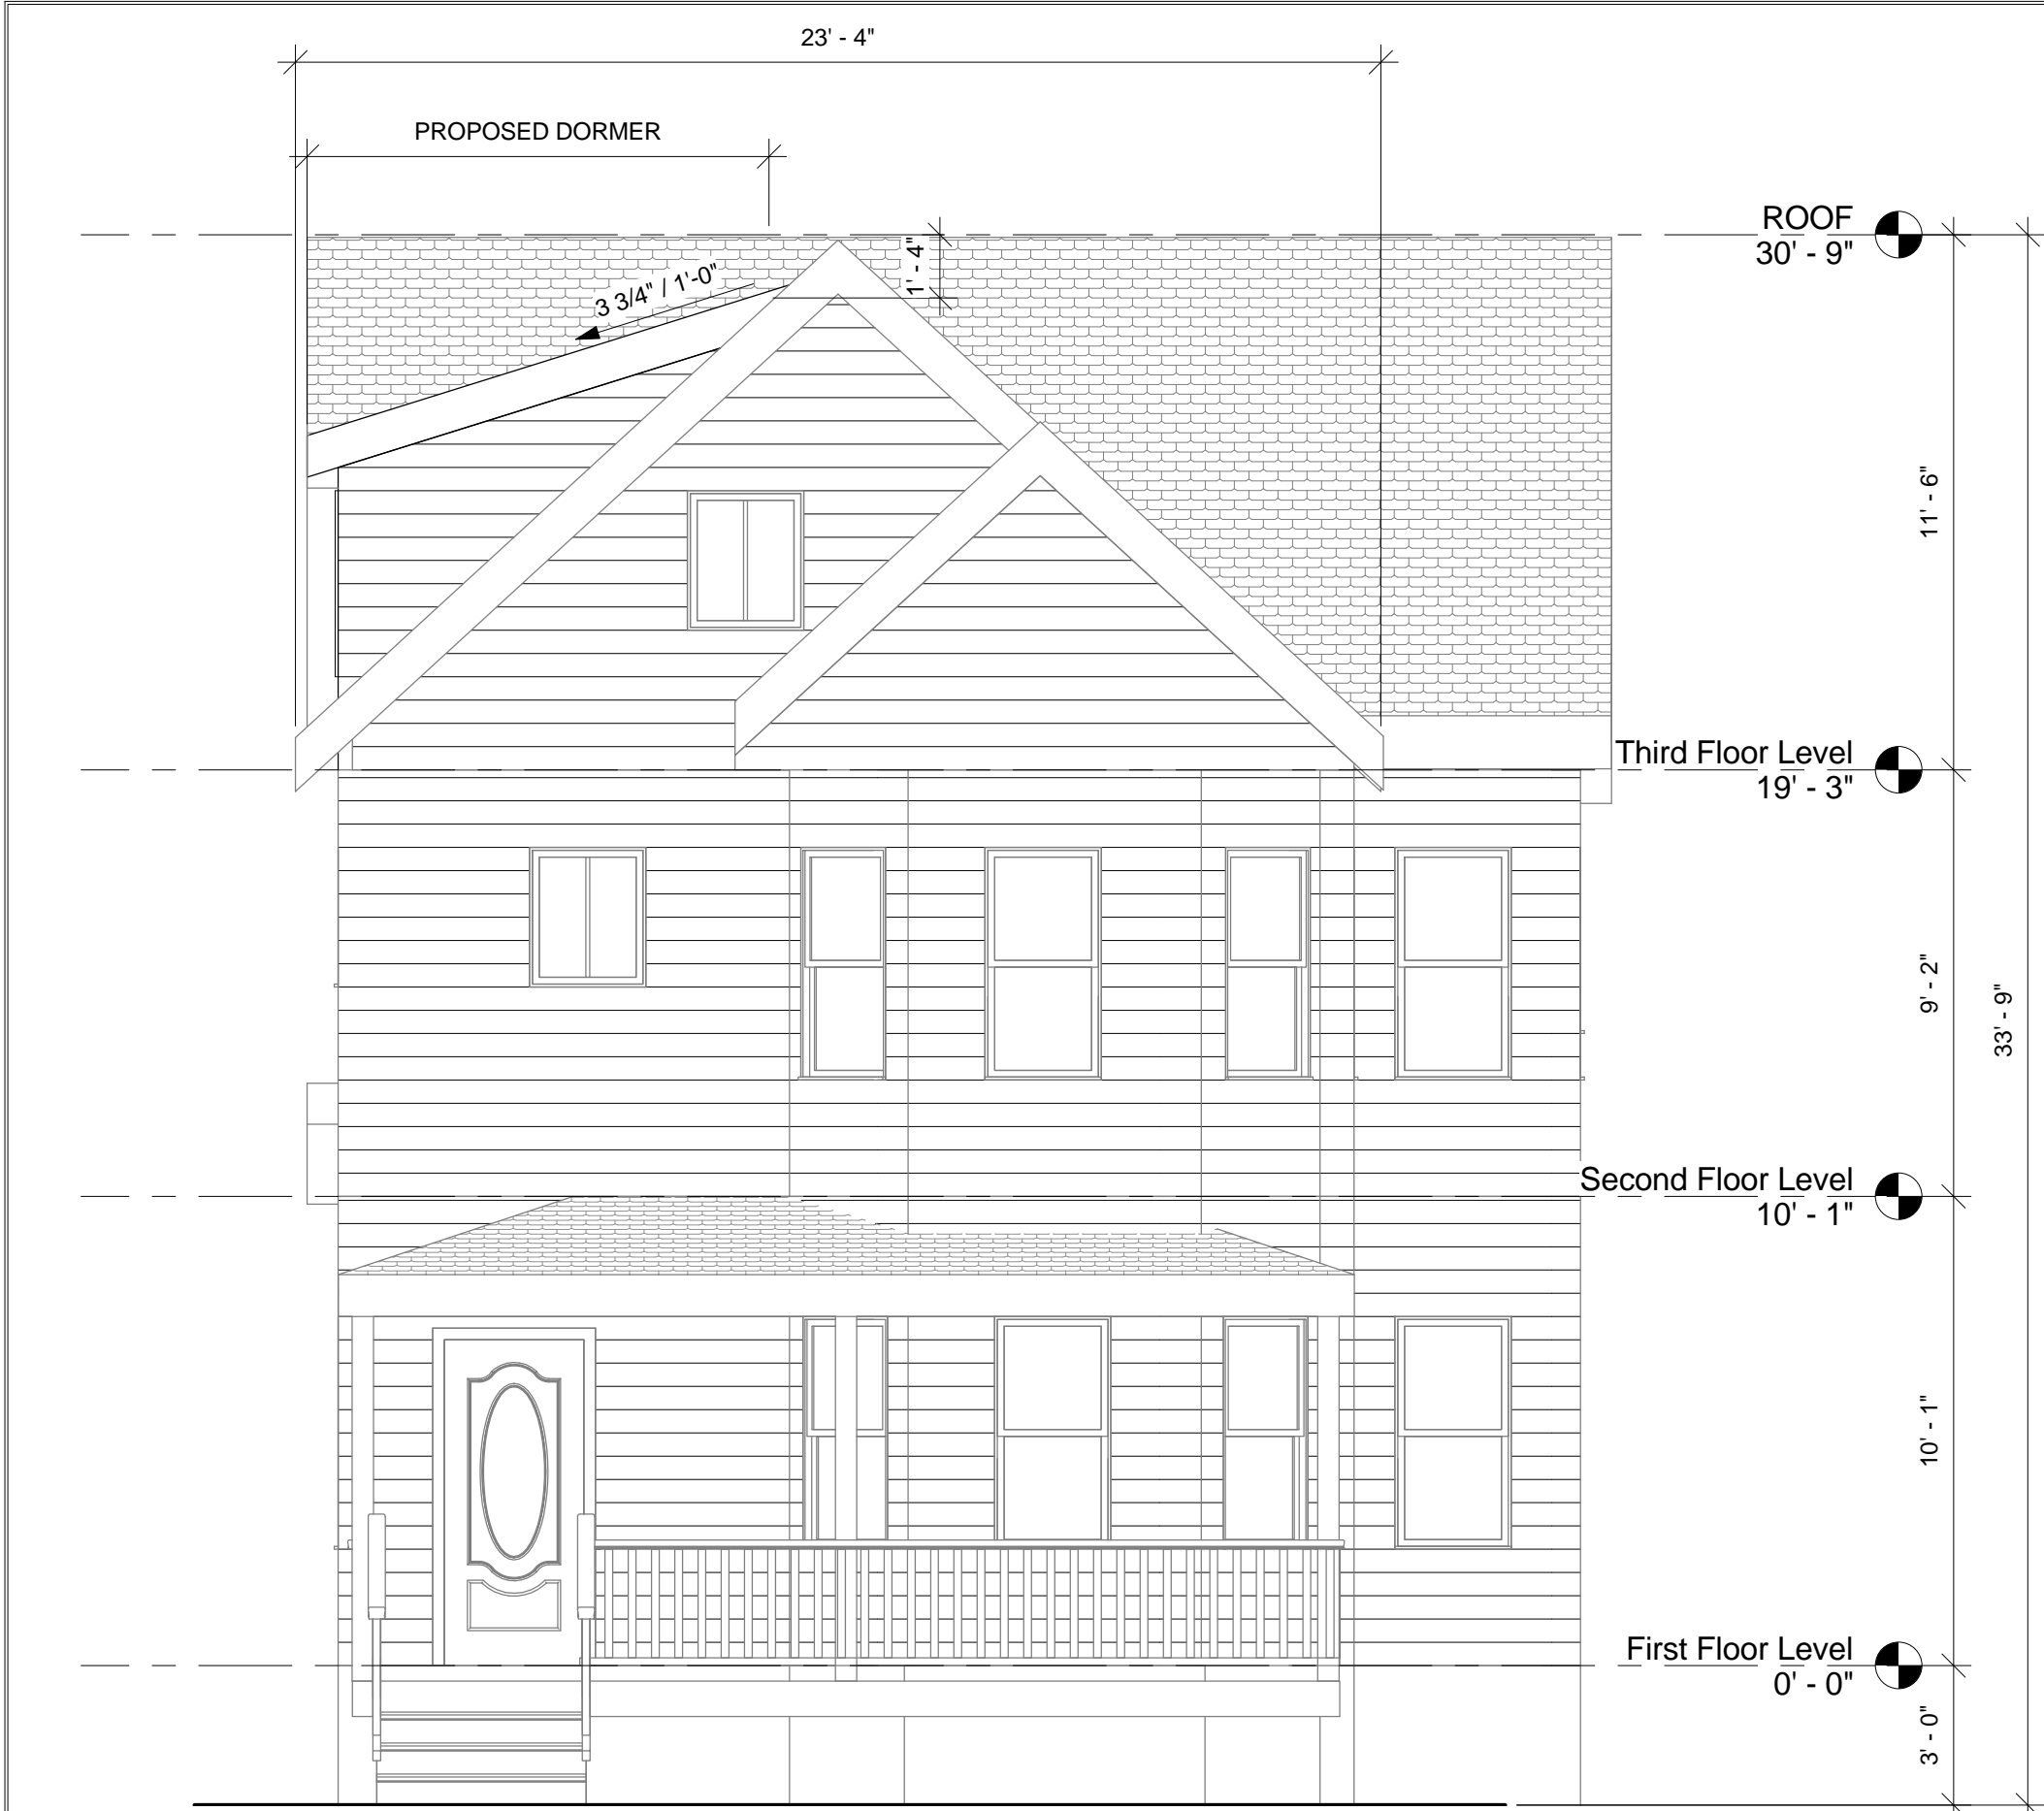 23' - 4"
PROPOSED DORMER
ROOF
30' - 9"
1' - 4"
3 3/4" / 1'-0"
11' - 6"
Third Floor Level
19' - 3"
9' - 2"
33' - 9"
Second Floor Level
10' - 1"
10' - 1"
First Floor Level
0' - 0"
3' - 0"